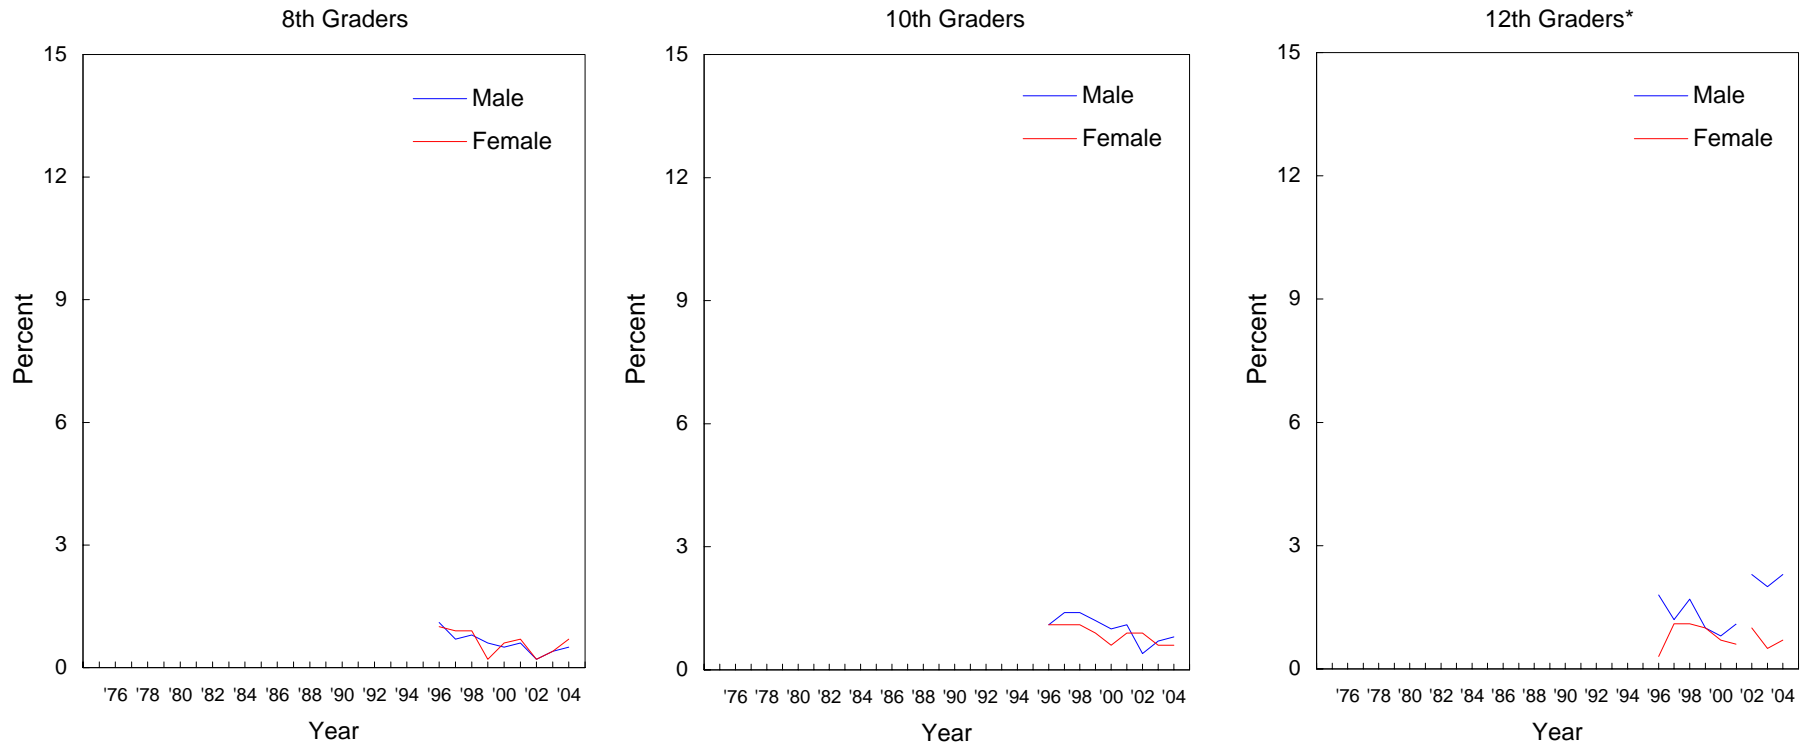 8th Graders
15
12
9
6
3
0
Percent
Male
Female
'76 '78 '80 '82 '84 '86 '88 '90 '92 '94 '96 '98 '00 '02 '04
Year
10th Graders
15
12
9
6
3
0
Percent
Male
Female
'76 '78 '80 '82 '84 '86 '88 '90 '92 '94 '96 '98 '00 '02 '04
Year
12th Graders*
15
12
9
6
3
0
Percent
Male
Female
'76 '78 '80 '82 '84 '86 '88 '90 '92 '94 '96 '98 '00 '02 '04
Year